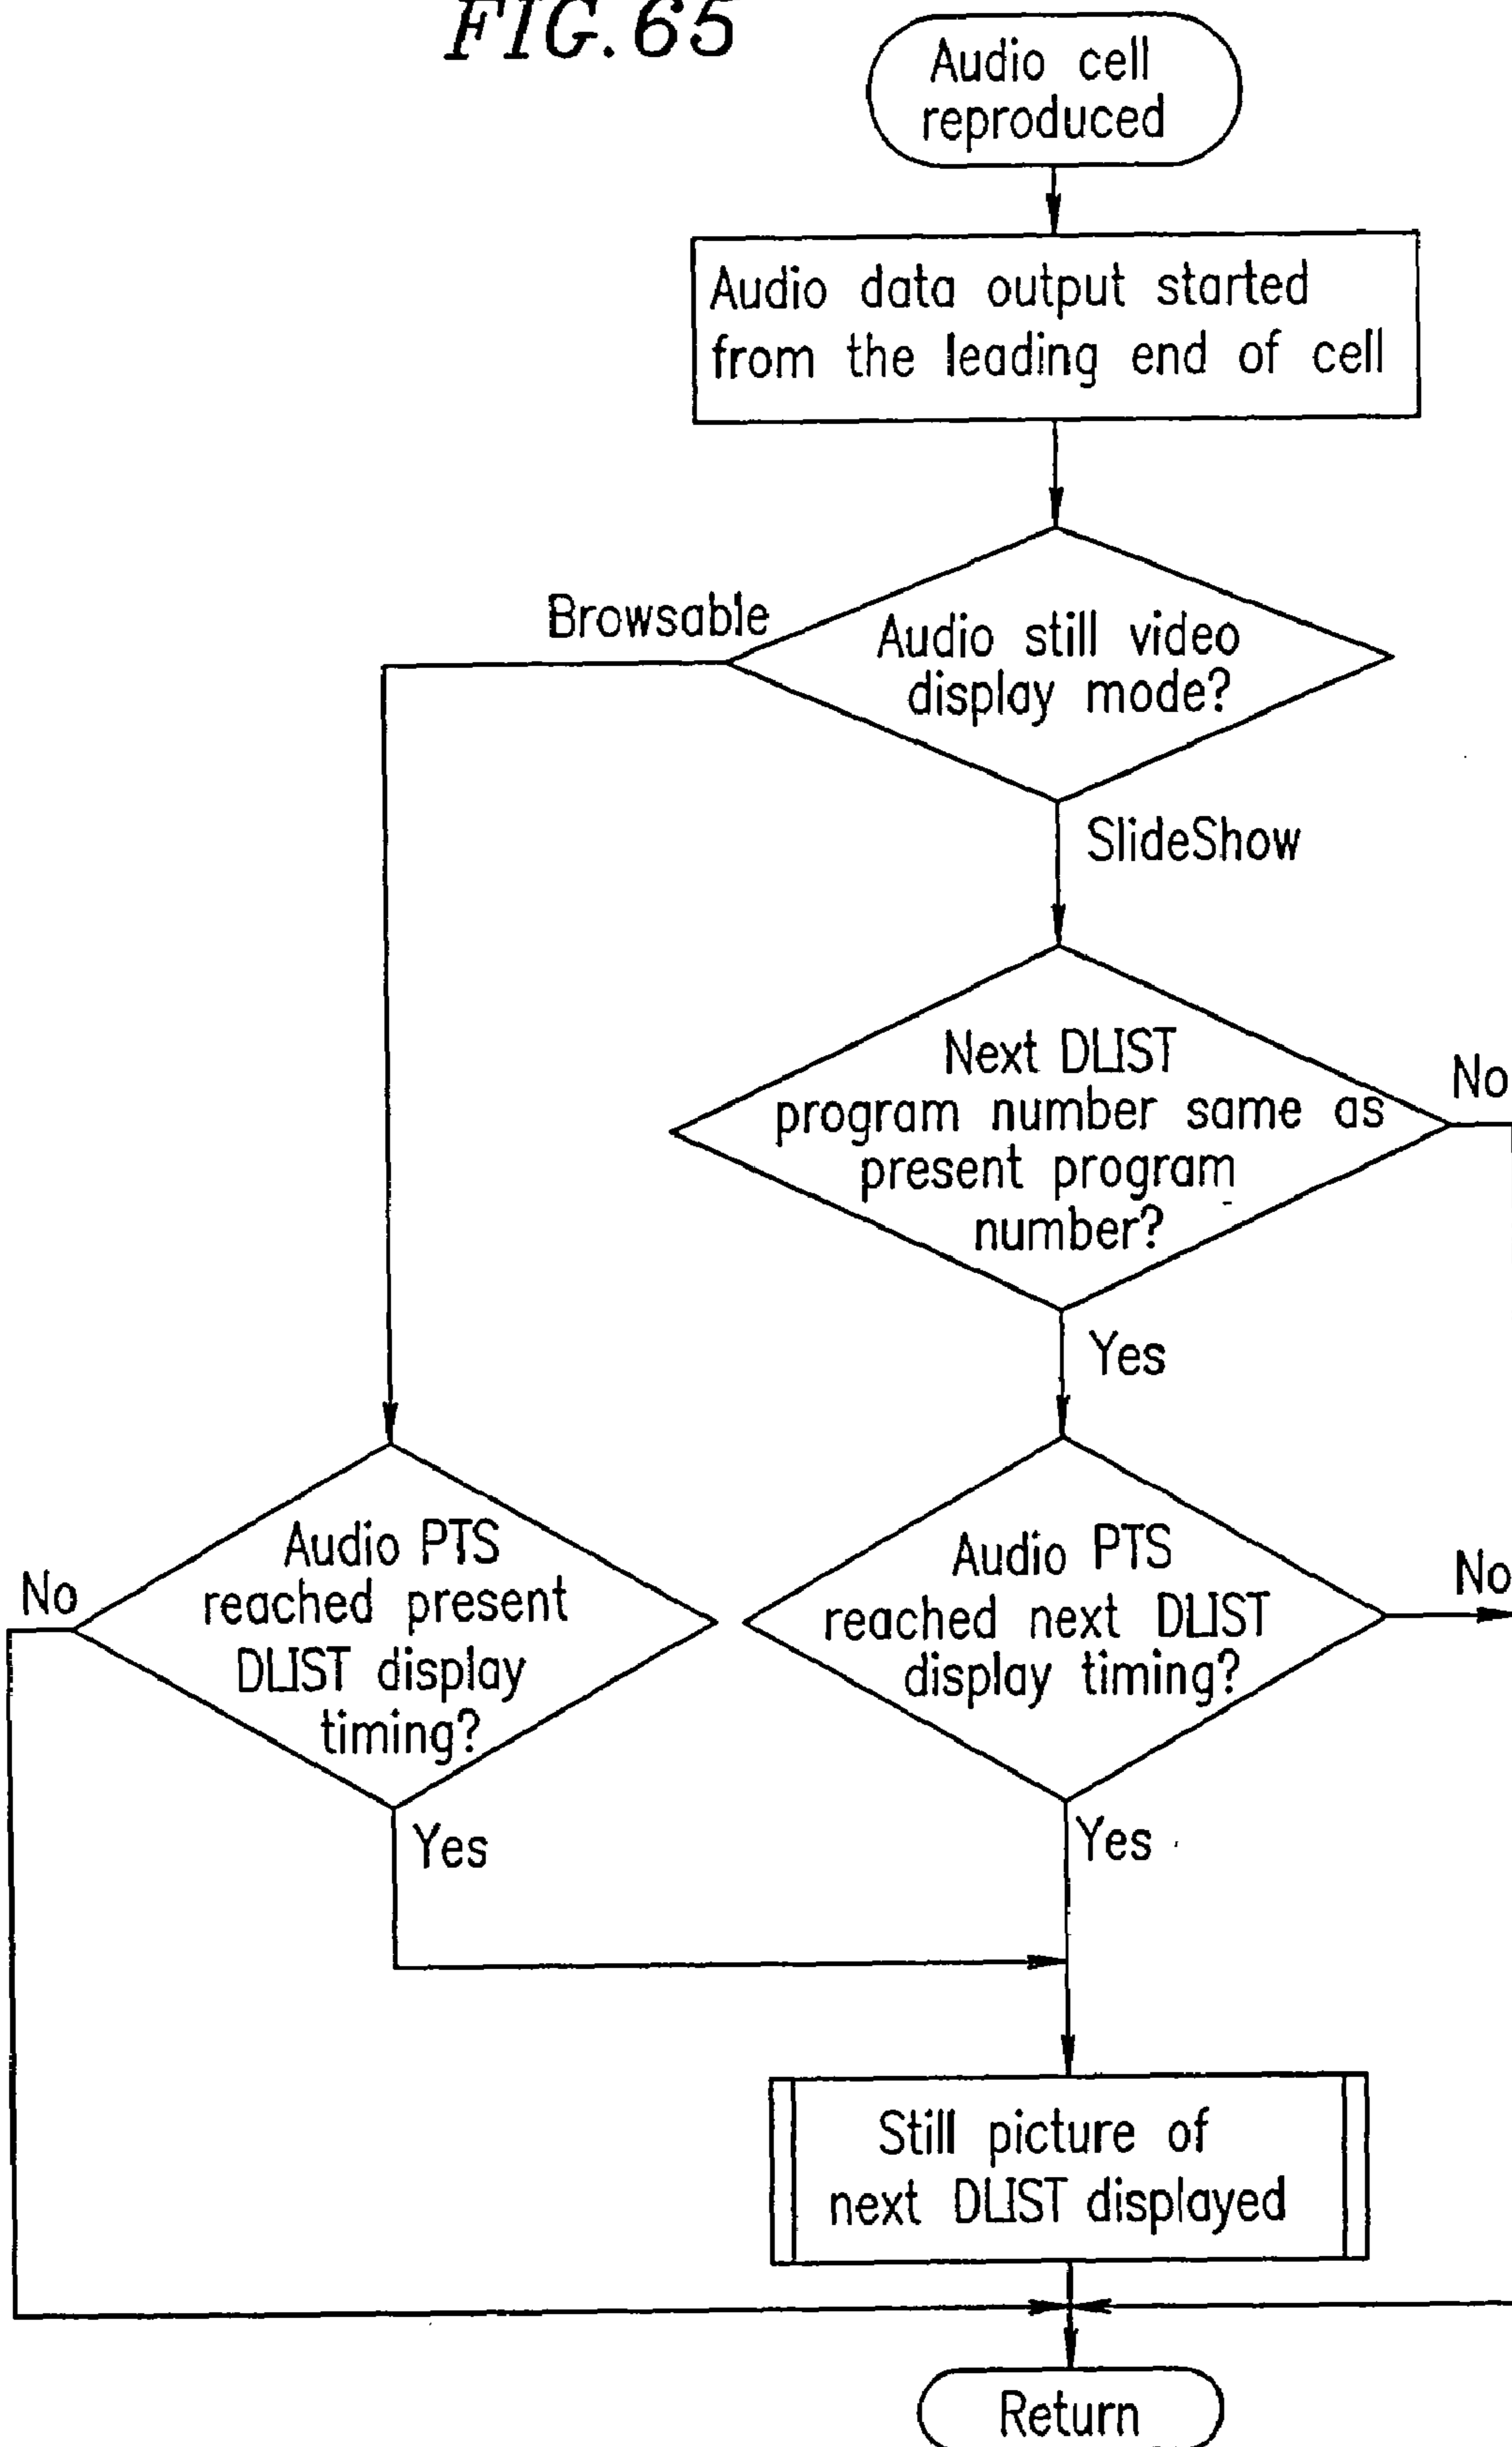 FIG. 65
Audio cell
reproduced
Audio data output started
from the leading end of cell
Browsable
Audio still video
display mode?
SlideShow
Next DLIST
program number same as
present program
number?
No
Yes
Audio PTS
reached present
DLIST display
timing?
No
Yes
Audio PTS
reached next DLIST
display timing?
No
Yes
Still picture of
next DLIST displayed
Return